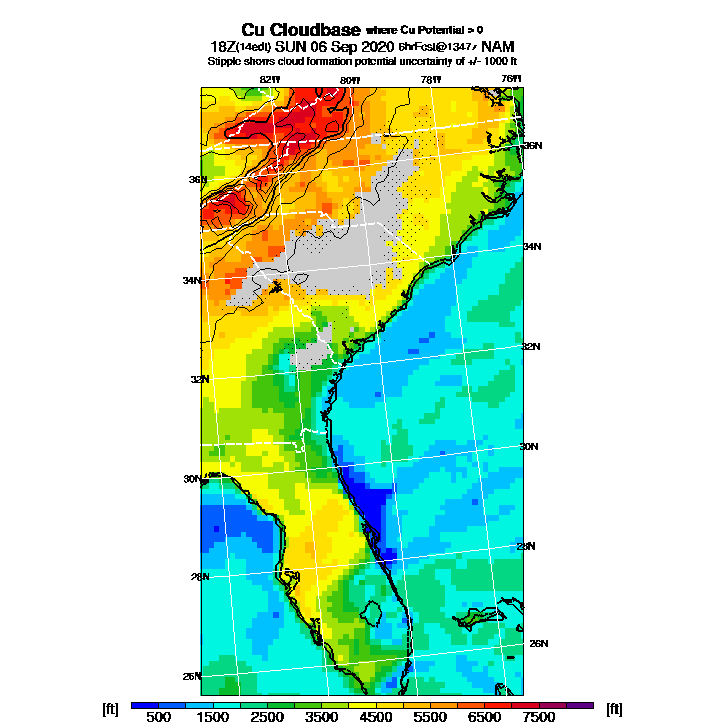 Cu Cloudbase where Cu Potential > 0
18Z(14edt) SUN 06 Sep 2020 6hrFcst@1347z NAM
Stipple shows cloud formation potential uncertainty of +/- 1000 ft
82W 80W 78W 76W
36N
36N
34N
34N
32N
32N
30N
30N
28N
28N
26N
26N
[ft] [ft]
500 1500 2500 3500 4500 5500 6500 7500